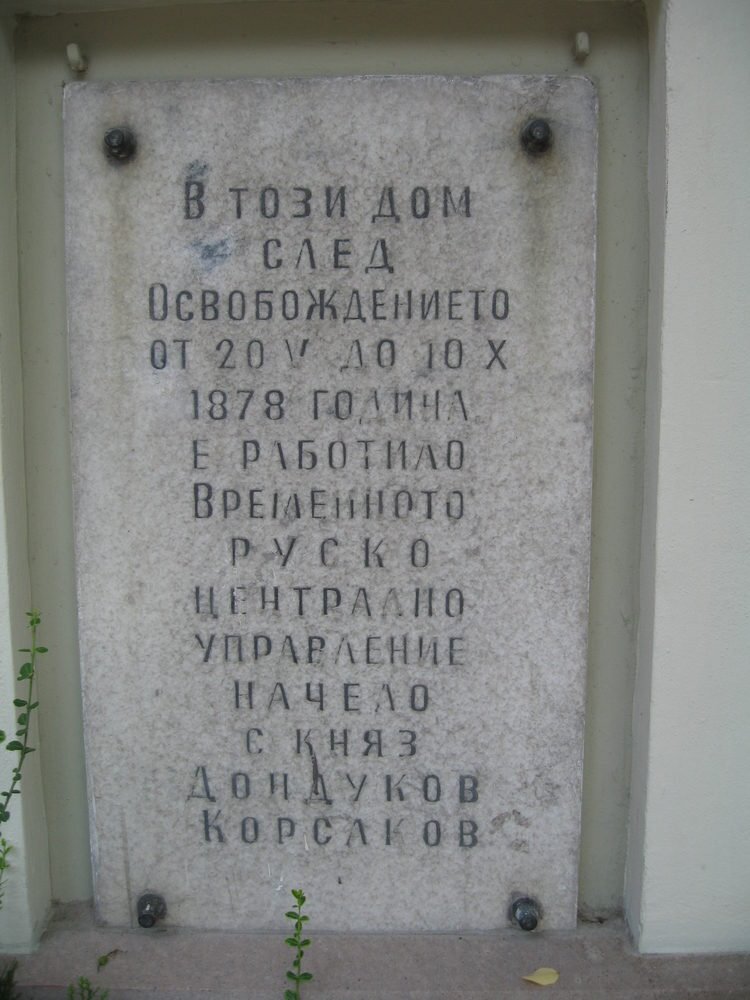 В този дом
след
Освобождението
от 20 V до 10 X
1878 година
е работило
Временното
руско
централно
управление
начело
с княз
Дондуков
Корсаков